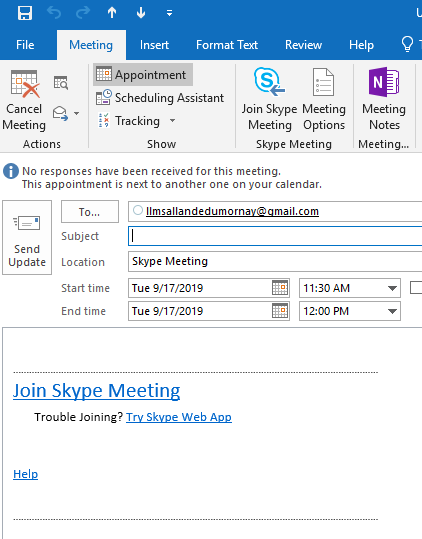 U
File Meeting Insert Format Text Review Help
Cancel Meeting
Actions
Appointment
Scheduling Assistant
Tracking
Show
Join Skype Meeting
Meeting Options
Skype Meeting
Meeting Notes
Meeting...
No responses have been received for this meeting.
This appointment is next to another one on your calendar.
Send Update
To... llmsallandedumornay@gmail.com
Subject
Location Skype Meeting
Start time Tue 9/17/2019 11:30 AM
End time Tue 9/17/2019 12:00 PM
Join Skype Meeting
Trouble Joining? Try Skype Web App
Help